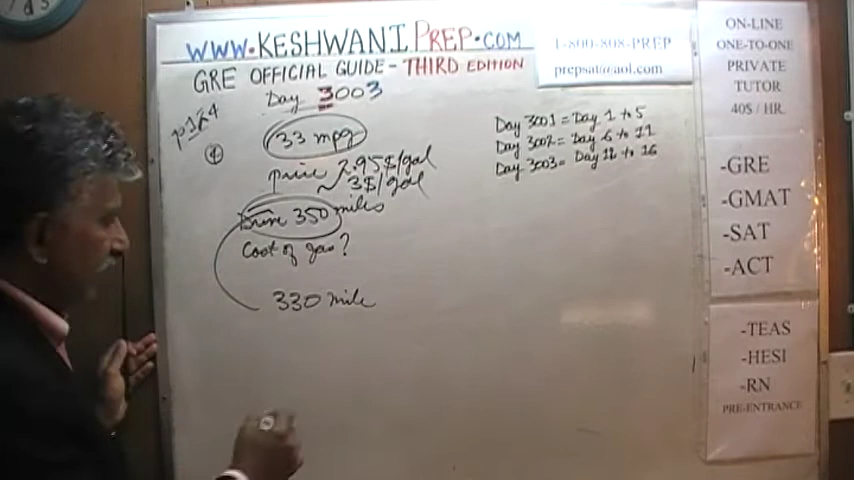 WWW.KESHWANIPREP.COM
1-800-808-PREP
prepsat@aol.com
GRE OFFICIAL GUIDE-THIRD EDITION
Day 3003
④
33 mpg
price 2.95$/gal
~ 3$/gal
Drive 350 miles
Cost of gas?
330 mile
Day 3001 = Day 1 to 5
Day 3002 = Day 6 to 11
Day 3003 = Day 12 to 16
ON-LINE
ONE-TO-ONE
PRIVATE
TUTOR
40$ / HR.
-GRE
-GMAT
-SAT
-ACT
-TEAS
-HESI
-RN
PRE-ENTRANCE